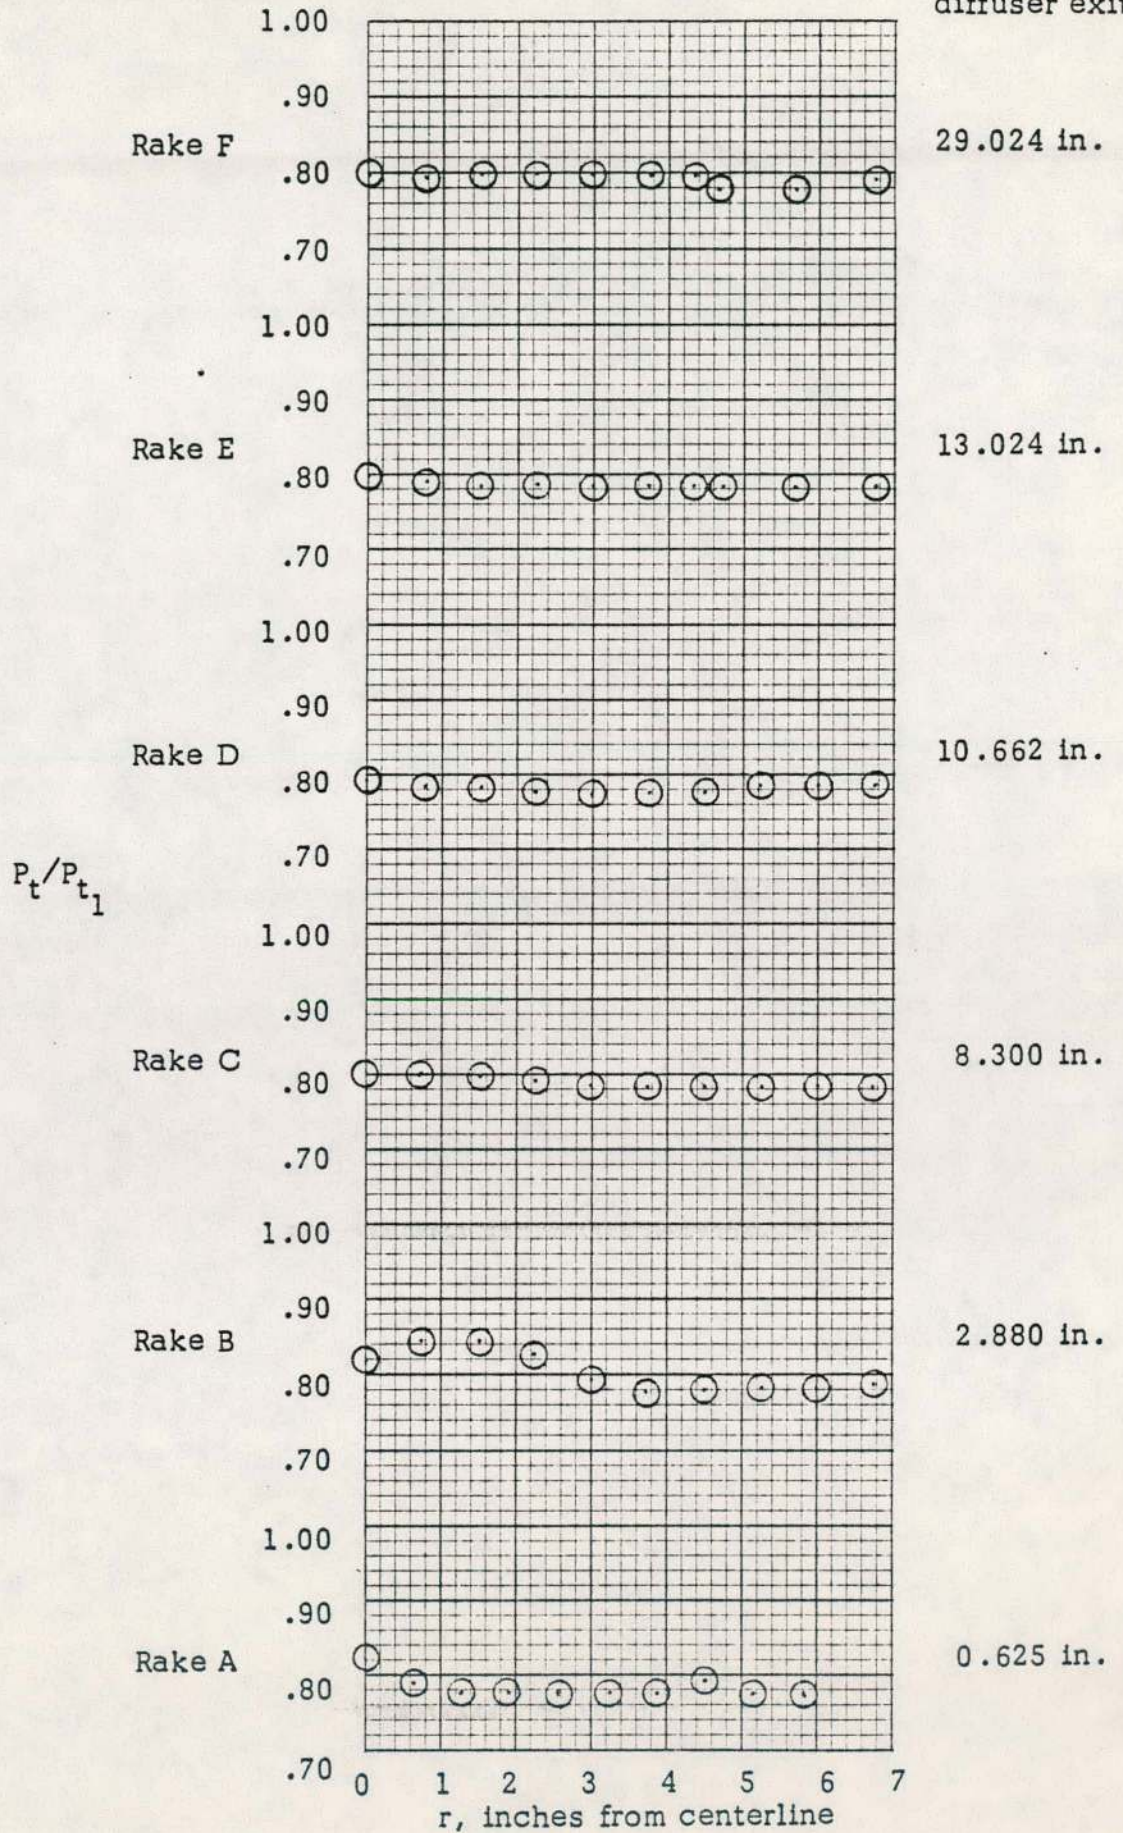 diffuser exit
1.00
.90
Rake F
.80
29.024 in.
.70
1.00
.90
Rake E
.80
13.024 in.
.70
1.00
.90
Rake D
.80
10.662 in.
.70
Pt/Pt1
1.00
.90
Rake C
.80
8.300 in.
.70
1.00
.90
Rake B
.80
2.880 in.
.70
1.00
.90
Rake A
.80
0.625 in.
.70
0 1 2 3 4 5 6 7
r, inches from centerline